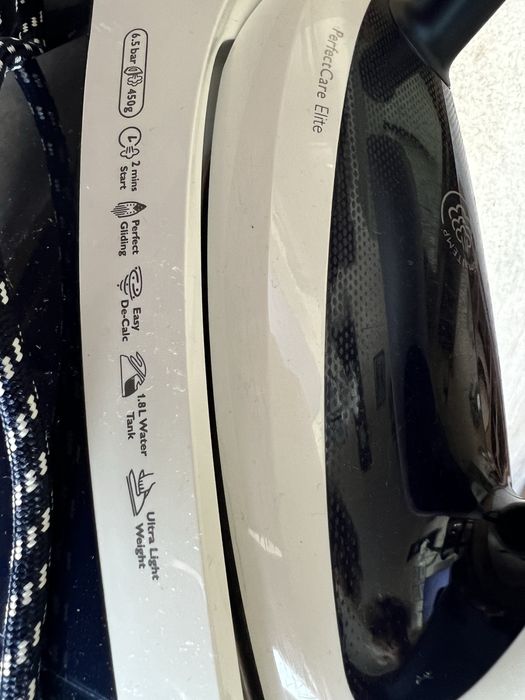 6.5 bar 450g
2 mins
Start
Perfect
Gliding
Easy
De-Calc
1.8L Water
Tank
Ultra Light
Weight
PerfectCare Elite
TEMP